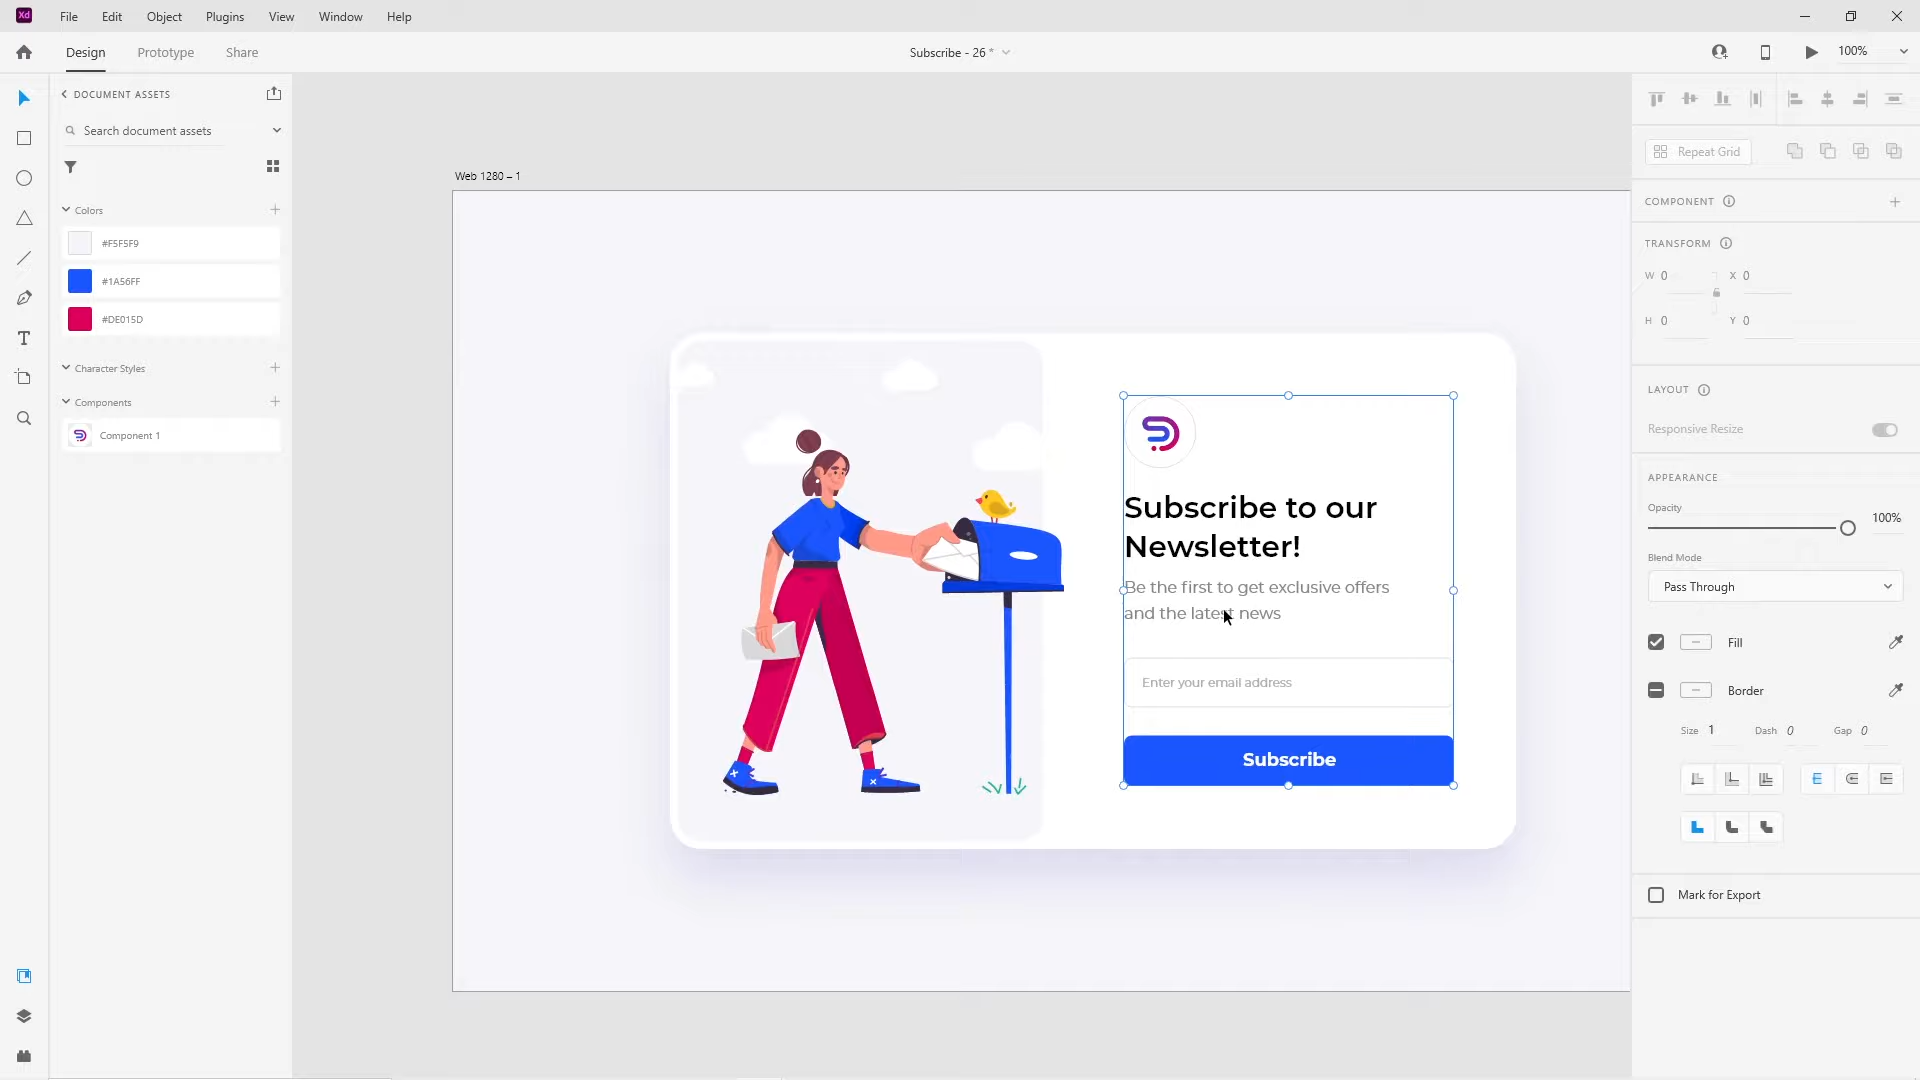 Xd File Edit Object Plugins View Window Help
Design Prototype Share
Subscribe - 26 *
100%
DOCUMENT ASSETS
Search document assets
Colors
#F5F5F9
#1A56FF
#DE015D
Character Styles
Components
Component 1
Web 1280 – 1
Subscribe to our
Newsletter!
Be the first to get exclusive offers
and the latest news
Enter your email address
Subscribe
Repeat Grid
COMPONENT
TRANSFORM
W 0 X 0
H 0 Y 0
LAYOUT
Responsive Resize
APPEARANCE
Opacity
100%
Blend Mode
Pass Through
Fill
Border
Size 1 Dash 0 Gap 0
Mark for Export